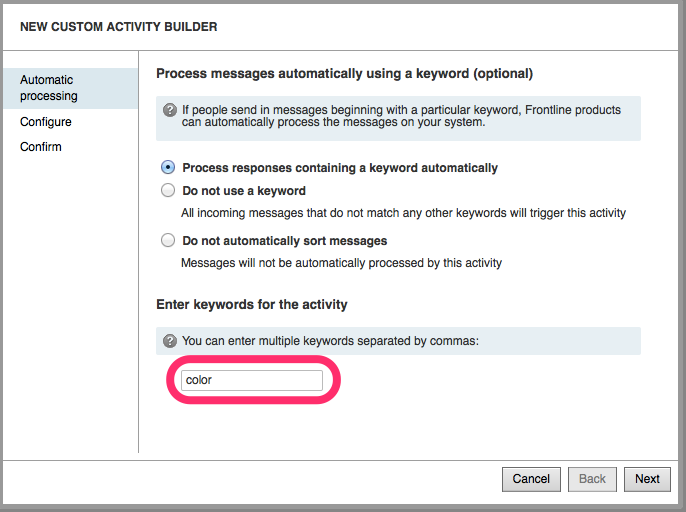 NEW CUSTOM ACTIVITY BUILDER
Automatic
processing
Configure
Confirm
Process messages automatically using a keyword (optional)
? If people send in messages beginning with a particular keyword, Frontline products
can automatically process the messages on your system.
Process responses containing a keyword automatically
Do not use a keyword
All incoming messages that do not match any other keywords will trigger this activity
Do not automatically sort messages
Messages will not be automatically processed by this activity
Enter keywords for the activity
? You can enter multiple keywords separated by commas:
color
Cancel Back Next